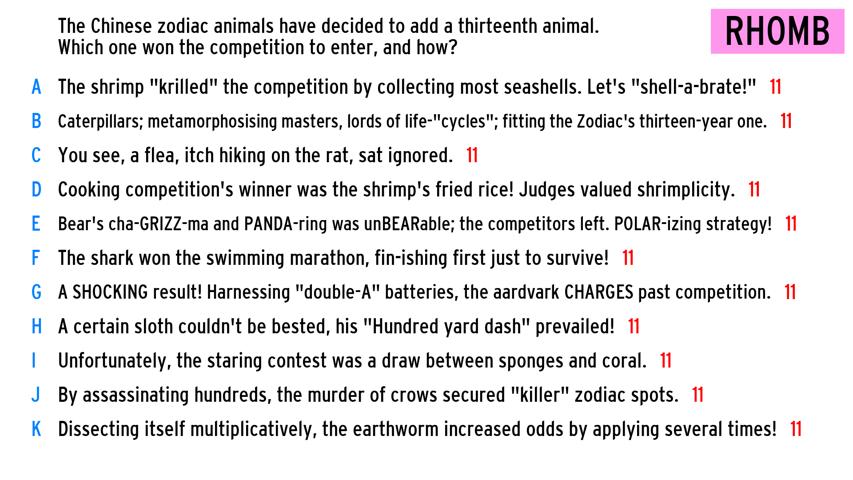 The Chinese zodiac animals have decided to add a thirteenth animal.
Which one won the competition to enter, and how?
RHOMB
A The shrimp "krilled" the competition by collecting most seashells. Let's "shell-a-brate!" 11
B Caterpillars; metamorphosising masters, lords of life-"cycles"; fitting the Zodiac's thirteen-year one. 11
C You see, a flea, itch hiking on the rat, sat ignored. 11
D Cooking competition's winner was the shrimp's fried rice! Judges valued shrimplicity. 11
E Bear's cha-GRIZZ-ma and PANDA-ring was unBEARable; the competitors left. POLAR-izing strategy! 11
F The shark won the swimming marathon, fin-ishing first just to survive! 11
G A SHOCKING result! Harnessing "double-A" batteries, the aardvark CHARGES past competition. 11
H A certain sloth couldn't be bested, his "Hundred yard dash" prevailed! 11
I Unfortunately, the staring contest was a draw between sponges and coral. 11
J By assassinating hundreds, the murder of crows secured "killer" zodiac spots. 11
K Dissecting itself multiplicatively, the earthworm increased odds by applying several times! 11